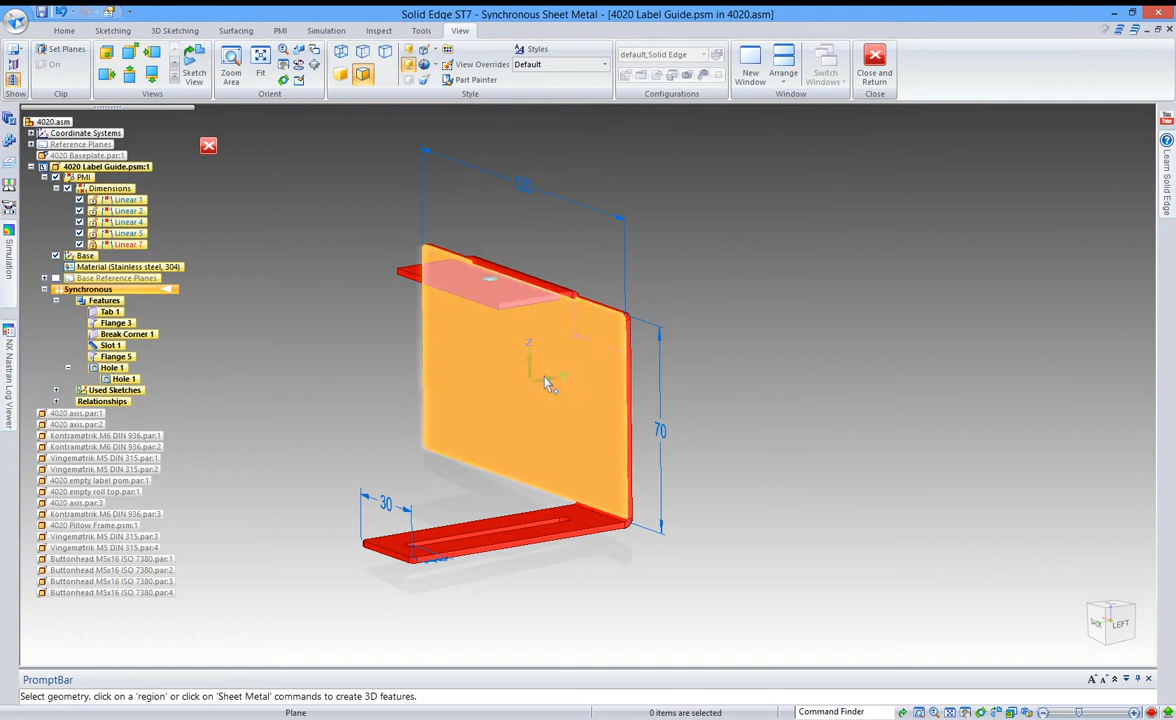 Solid Edge ST7 - Synchronous Sheet Metal - [4020 Label Guide.psm in 4020.asm]
Home Sketching 3D Sketching Surfacing PMI Simulation Inspect Tools View
Set Planes
On
Show
Clip
Sketch View
Views
Zoom Area
Fit
Orient
Styles
View Overrides
Default
Part Painter
Style
default,Solid Edge
Configurations
New Window
Arrange
Switch Windows
Window
Close and Return
Close
4020.asm
Coordinate Systems
Reference Planes
4020 Baseplate.par:1
4020 Label Guide.psm:1
PMI
Dimensions
Linear 1
Linear 2
Linear 4
Linear 5
Linear 7
Base
Material (Stainless steel, 304)
Base Reference Planes
Synchronous
Features
Tab 1
Flange 3
Break Corner 1
Slot 1
Flange 5
Hole 1
Hole 1
Used Sketches
Relationships
4020 axis.par:1
4020 axis.par:2
Kontramøtrik M6 DIN 936.par:1
Kontramøtrik M6 DIN 936.par:2
Vingemøtrik M5 DIN 315.par:1
Vingemøtrik M5 DIN 315.par:2
4020 empty label pom.par:1
4020 empty roll top.par:1
4020 axis.par:3
Kontramøtrik M6 DIN 936.par:3
4020 Pillow Frame.psm:1
Vingemøtrik M5 DIN 315.par:3
Vingemøtrik M5 DIN 315.par:4
Buttonhead M5x16 ISO 7380.par:1
Buttonhead M5x16 ISO 7380.par:2
Buttonhead M5x16 ISO 7380.par:3
Buttonhead M5x16 ISO 7380.par:4
Simulation
NX Nastran Log Viewer
120
Z
70
30
BACK
LEFT
You Tube
Learn Solid Edge
PromptBar
Select geometry, click on a 'region' or click on 'Sheet Metal' commands to create 3D features.
Plane
0 items are selected
Command Finder